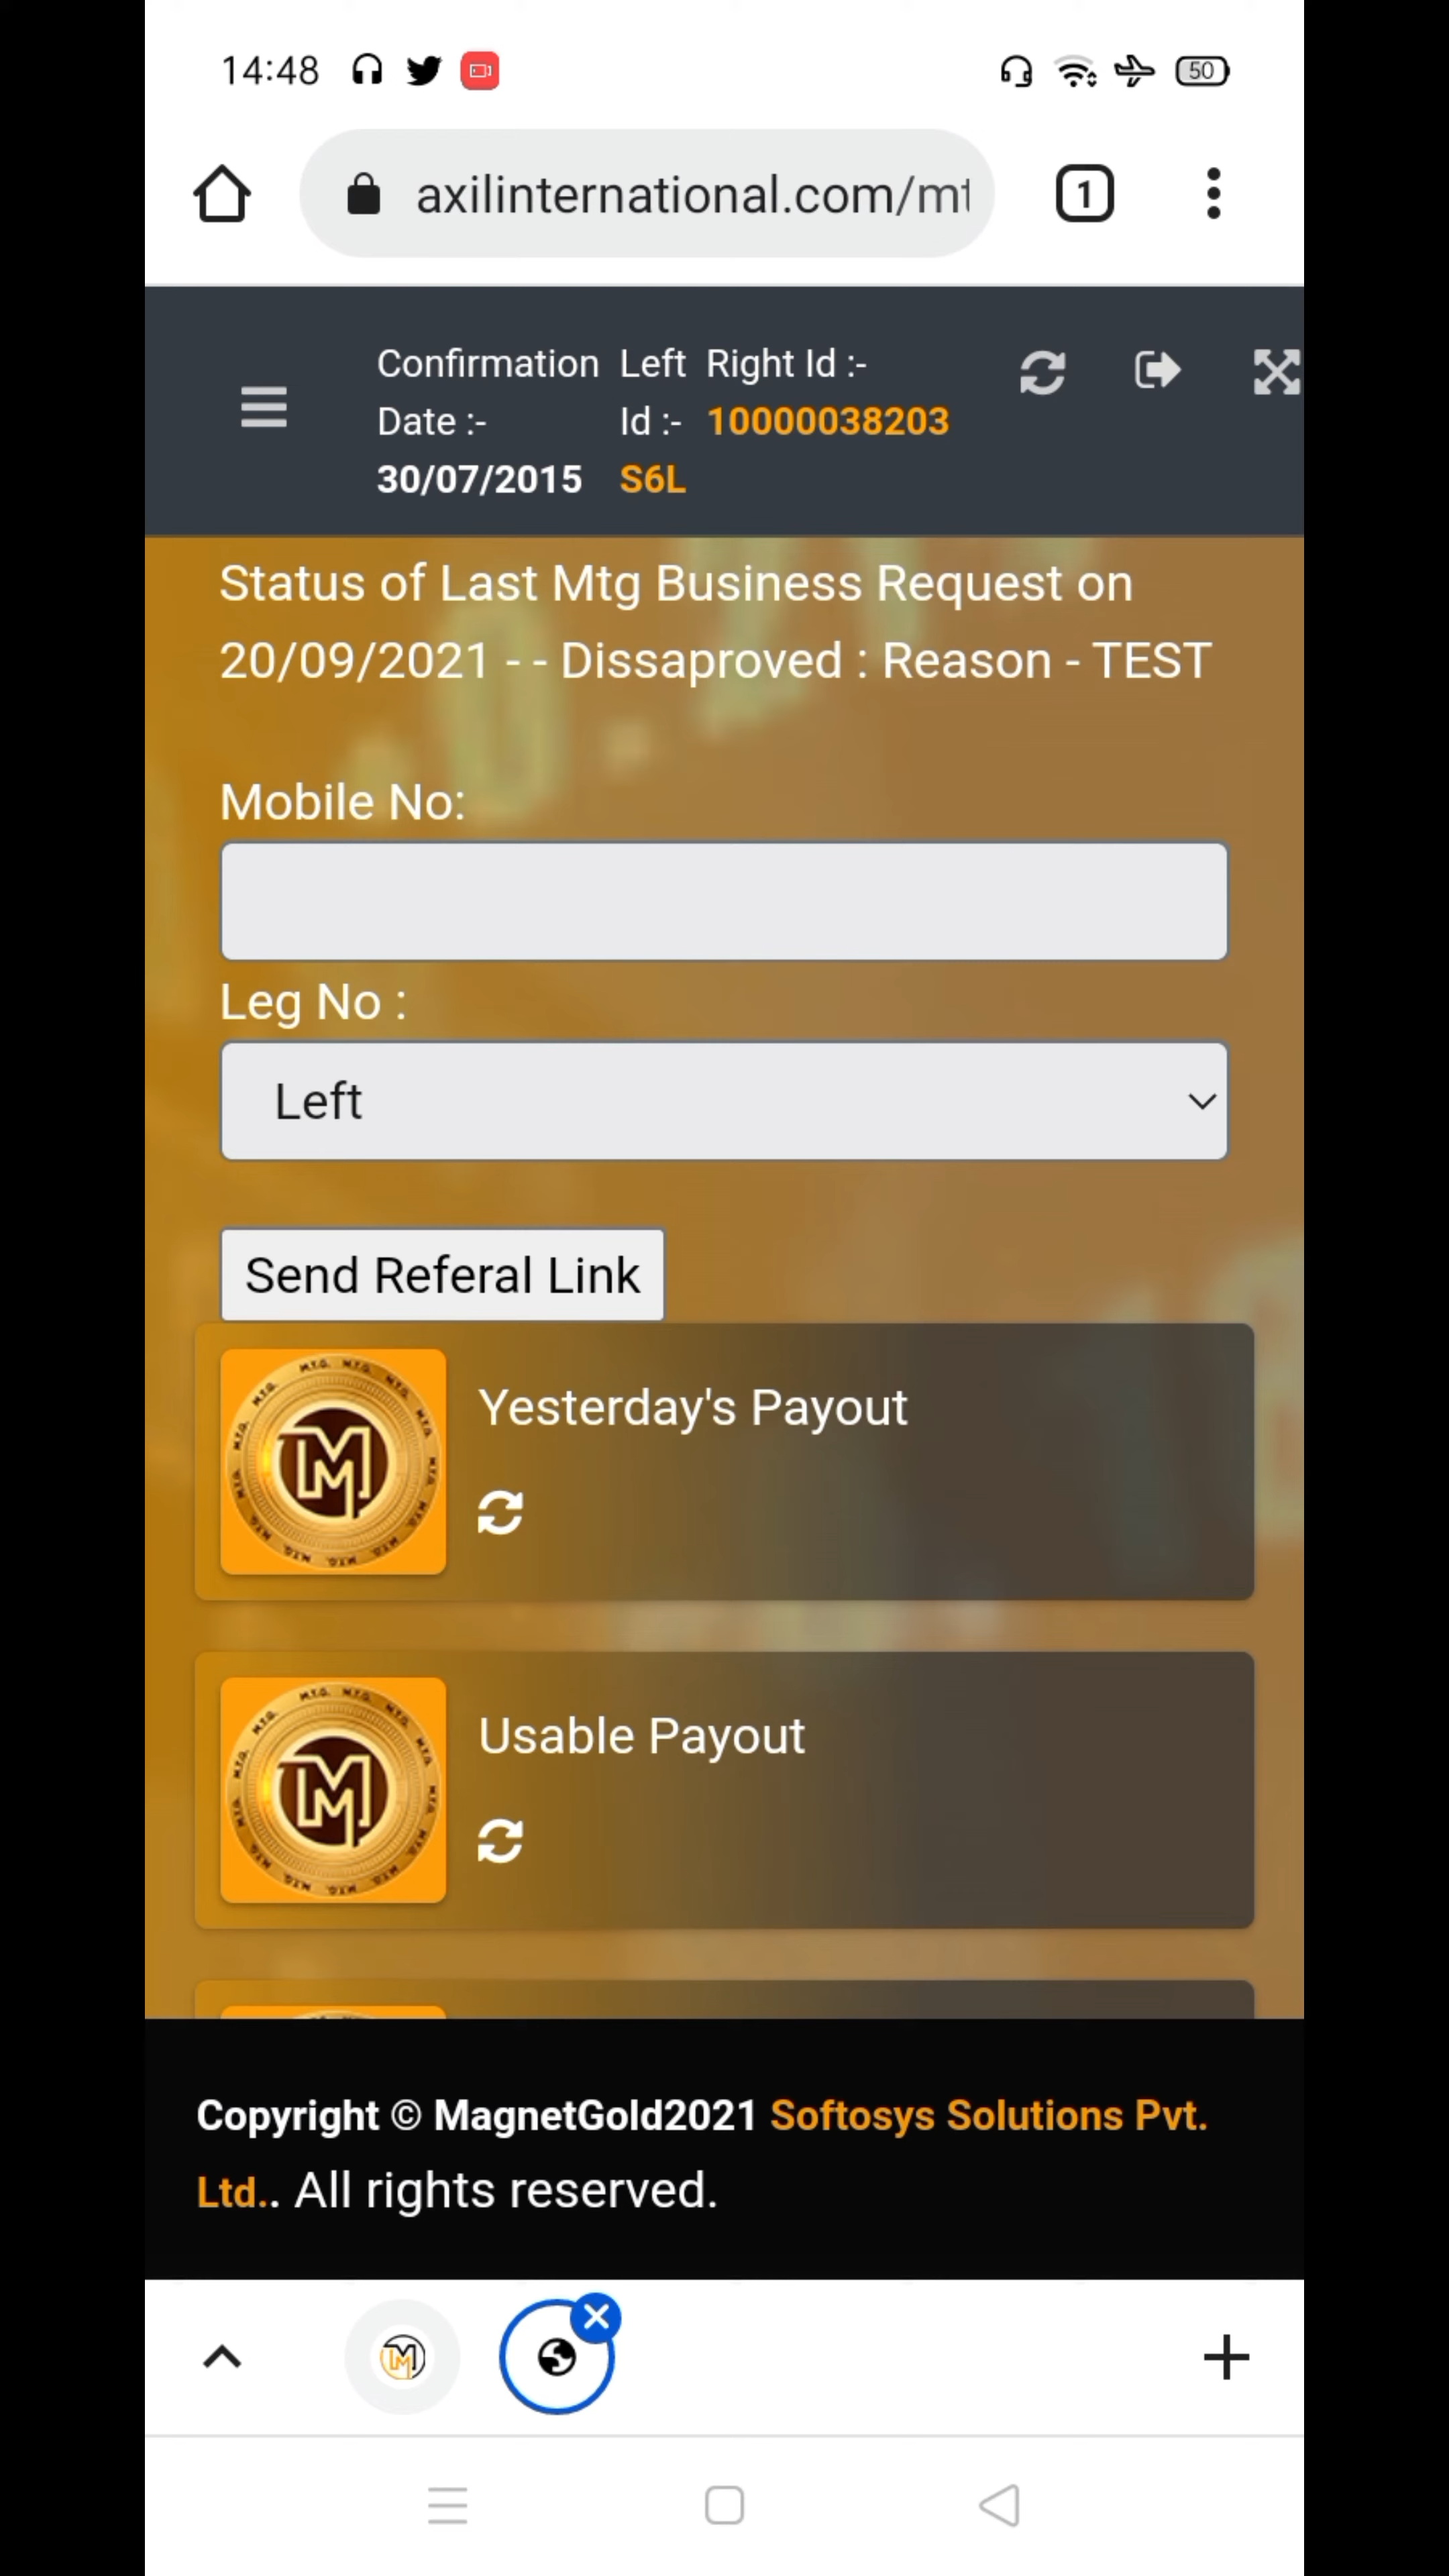 14:48
50
axilinternational.com/mt
1
Confirmation Left Right Id :-
Date :- Id :- 10000038203
30/07/2015 S6L
Status of Last Mtg Business Request on
20/09/2021 - - Dissaproved : Reason - TEST
Mobile No:
Leg No :
Left
Send Referal Link
Yesterday's Payout
Usable Payout
Copyright © MagnetGold2021 Softosys Solutions Pvt.
Ltd.. All rights reserved.